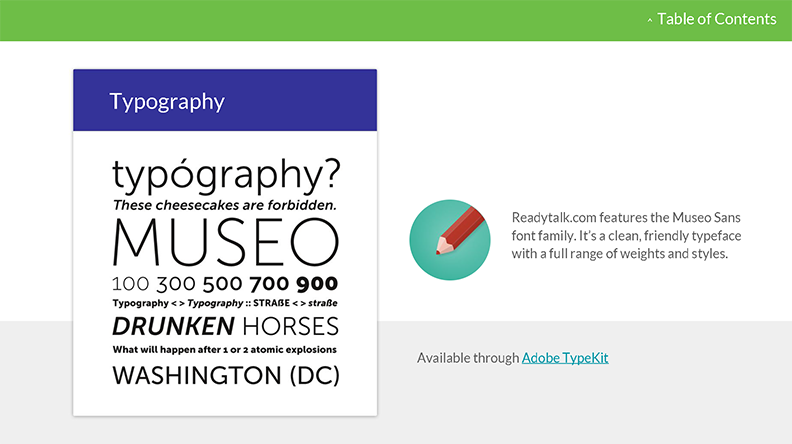 ^ Table of Contents
Typography
typógraphy?
These cheesecakes are forbidden.
MUSEO
100 300 500 700 900
Typography < > Typography :: STRAẞE < > straße
DRUNKEN HORSES
What will happen after 1 or 2 atomic explosions
WASHINGTON (DC)
Readytalk.com features the Museo Sans
font family. It's a clean, friendly typeface
with a full range of weights and styles.
Available through Adobe TypeKit